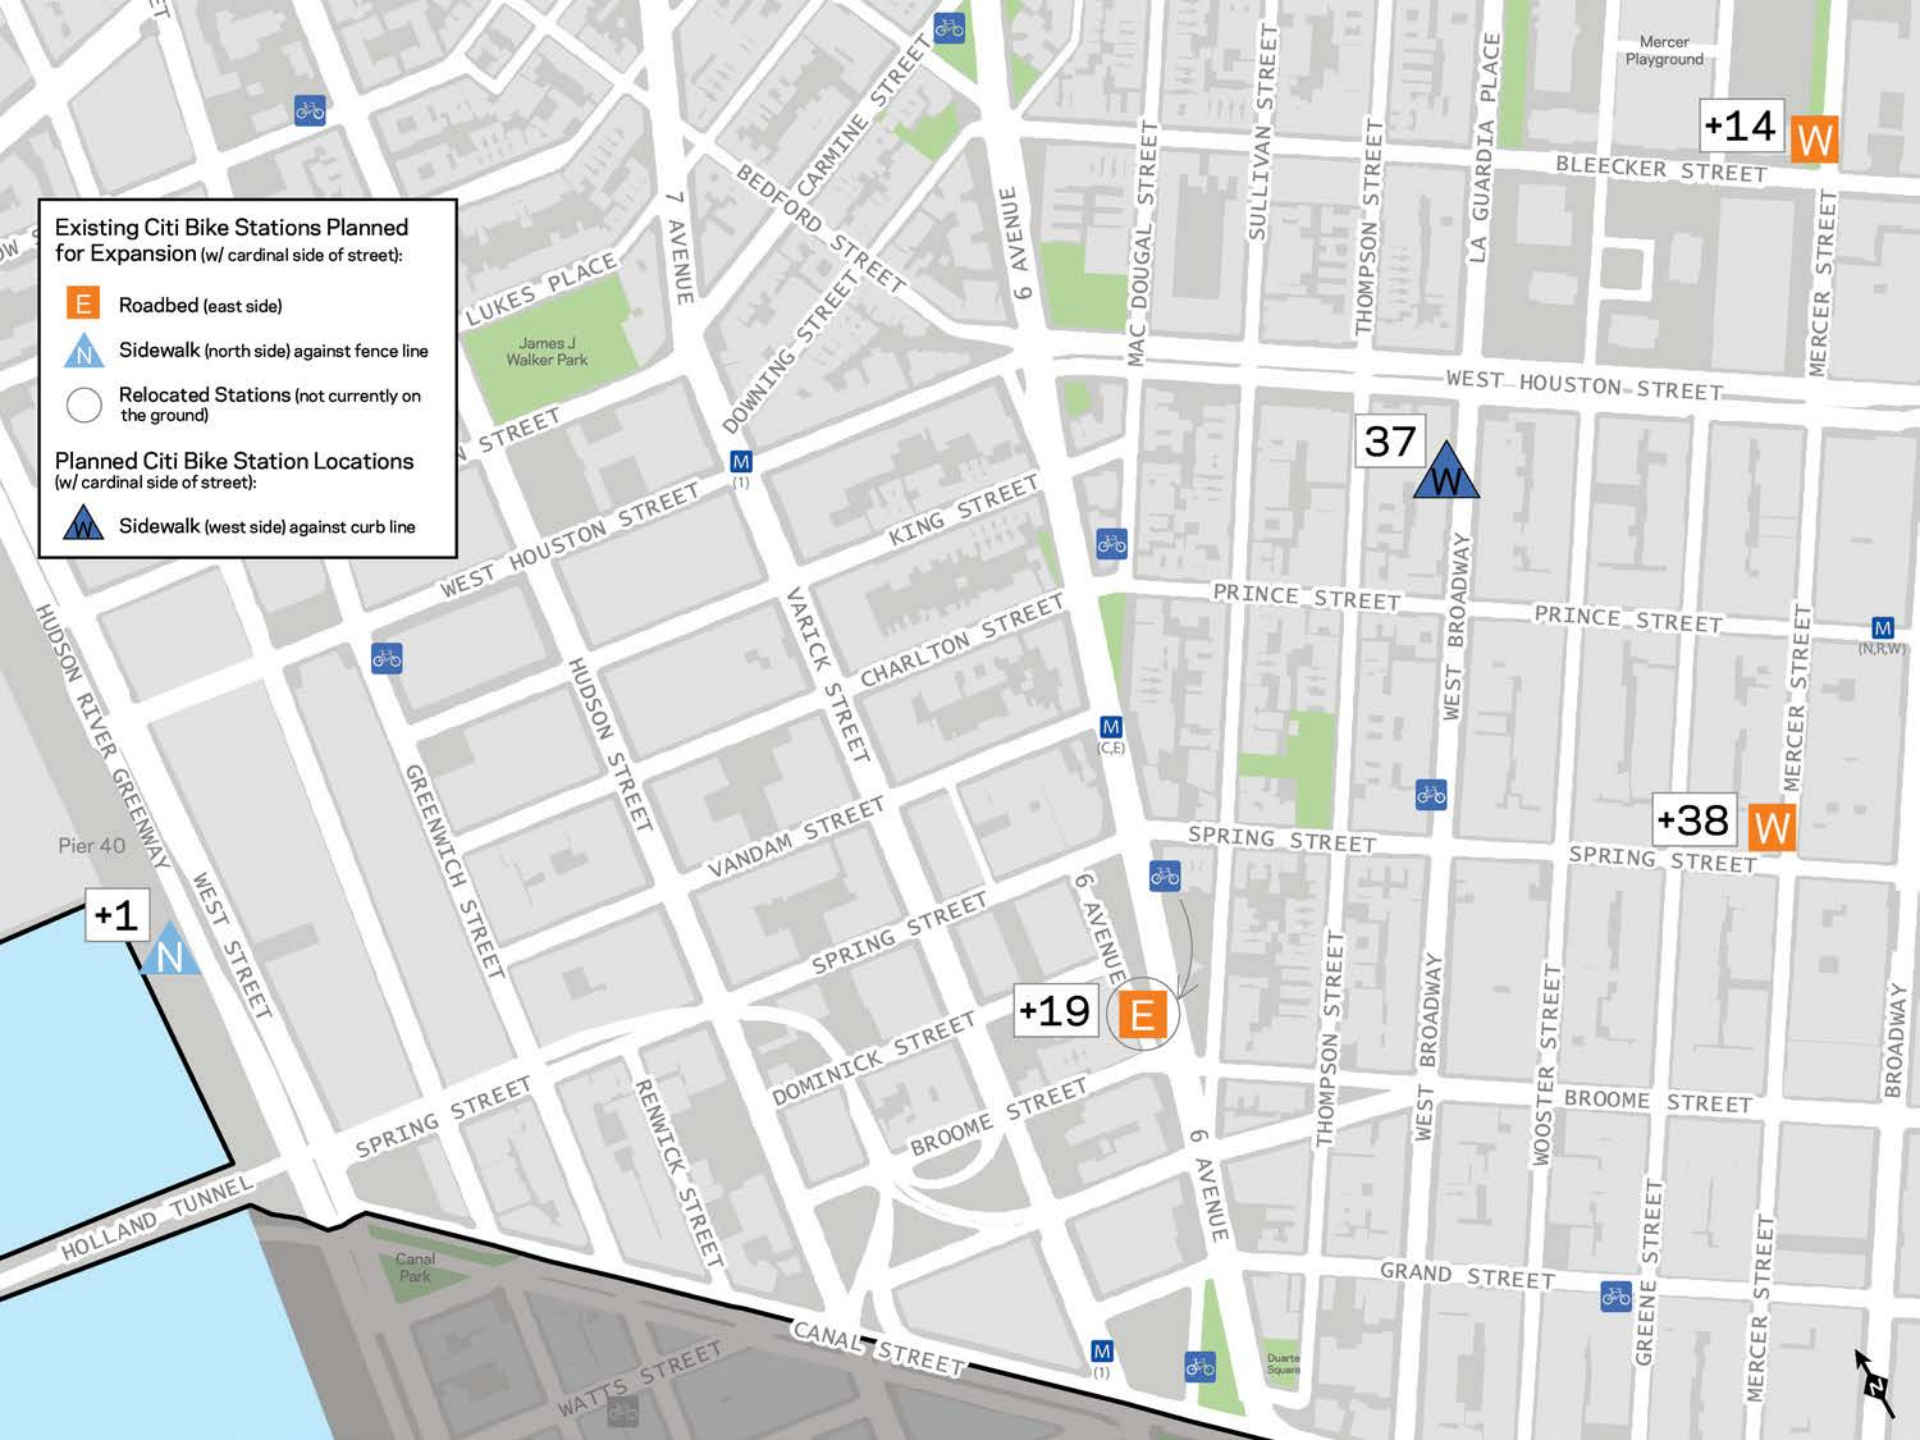 CARMINE STREET
SULLIVAN STREET
LA GUARDIA PLACE
Mercer
Playground
+14
W
BLEECKER STREET
BEDFORD STREET
7 AVENUE
6 AVENUE
MAC DOUGAL STREET
THOMPSON STREET
MERCER STREET
Existing Citi Bike Stations Planned
for Expansion (w/ cardinal side of street):
E Roadbed (east side)
N Sidewalk (north side) against fence line
Relocated Stations (not currently on
the ground)
Planned Citi Bike Station Locations
(w/ cardinal side of street):
W Sidewalk (west side) against curb line
LUKES PLACE
James J
Walker Park
DOWNING STREET
WEST HOUSTON STREET
N STREET
37
W
M
(1)
WEST HOUSTON STREET
KING STREET
PRINCE STREET
PRINCE STREET
WEST BROADWAY
M
(N,R,W)
HUDSON RIVER GREENWAY
VARICK STREET
CHARLTON STREET
HUDSON STREET
MERCER STREET
M
(C,E)
GREENWICH STREET
VANDAM STREET
SPRING STREET
+38
W
SPRING STREET
Pier 40
+1
N
WEST STREET
SPRING STREET
6 AVENUE
+19
E
THOMPSON STREET
WEST BROADWAY
WOOSTER STREET
BROADWAY
DOMINICK STREET
BROOME STREET
BROOME STREET
SPRING STREET
RENWICK STREET
6 AVENUE
HOLLAND TUNNEL
Canal
Park
GRAND STREET
GREENE STREET
MERCER STREET
CANAL STREET
WATTS STREET
M
(1)
Duarte
Square
N